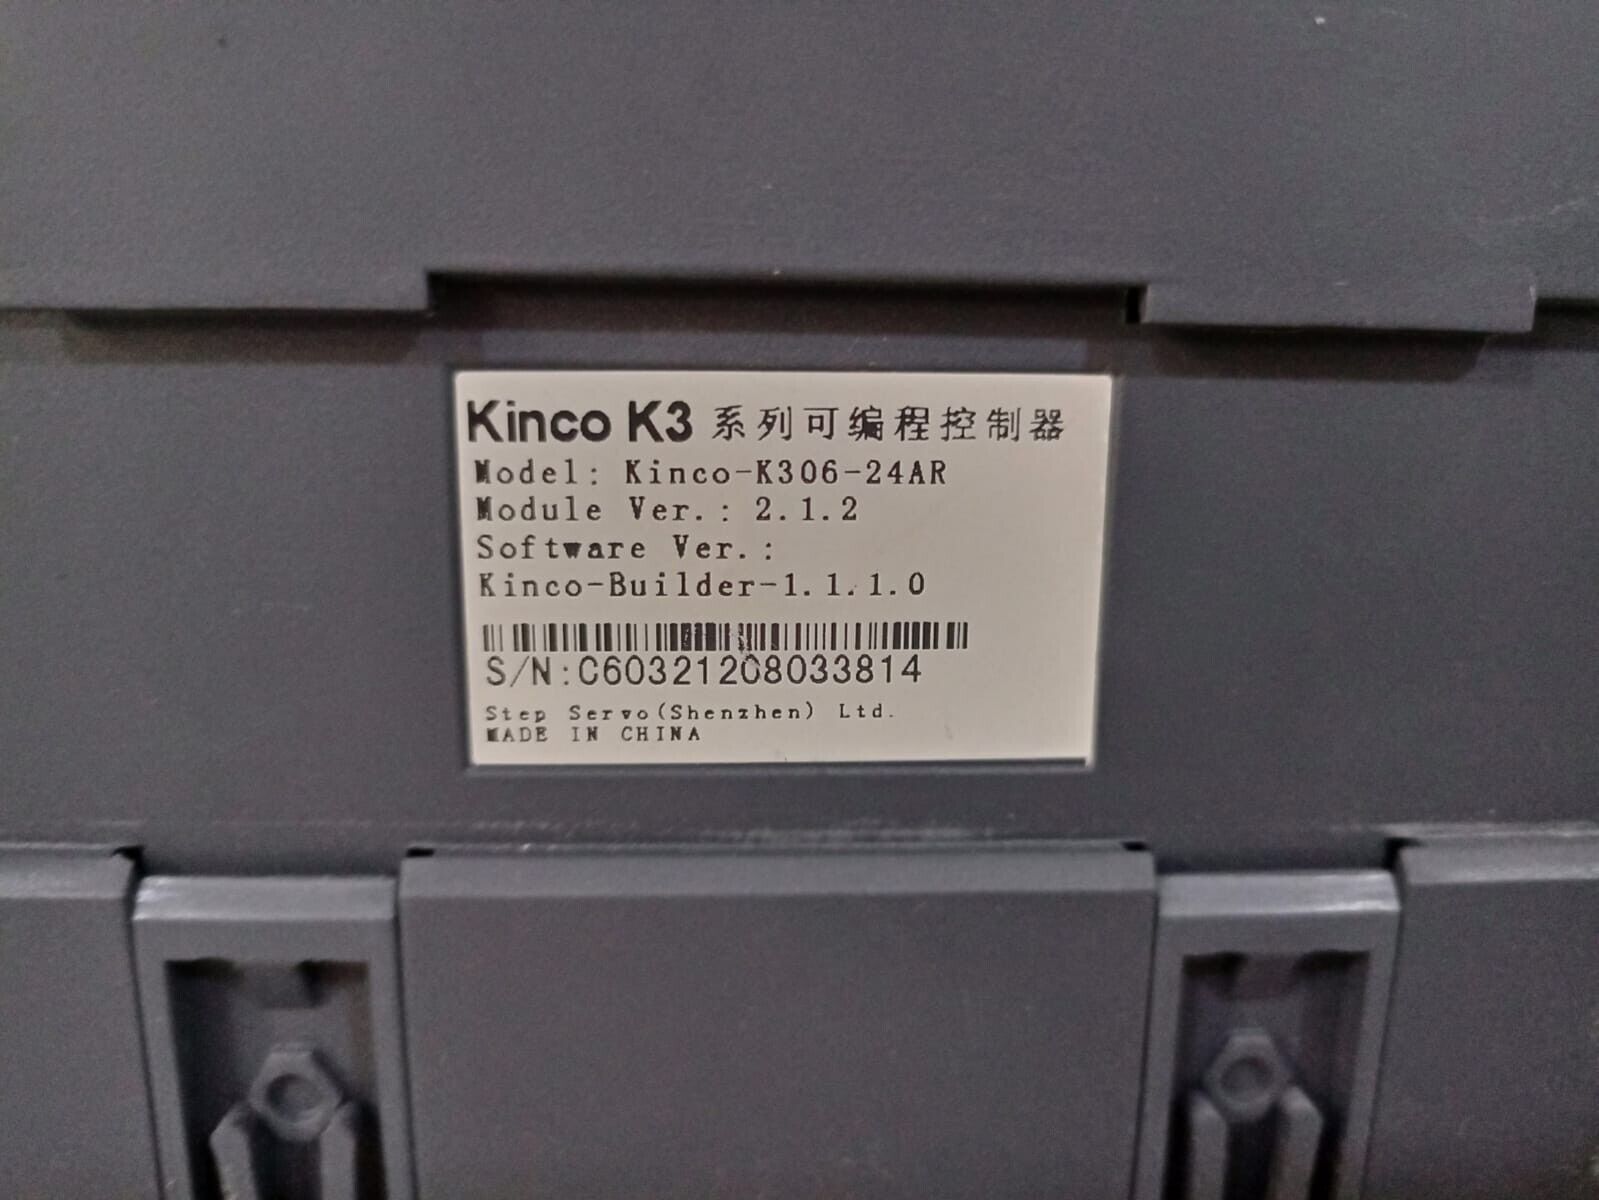 Kinco K3 系列可编程控制器
Model: Kinco-K306-24AR
Module Ver.: 2.1.2
Software Ver.:
Kinco-Builder-1.1.1.0
S/N:C60321208033814
Step Servo(Shenzhen) Ltd.
MADE IN CHINA